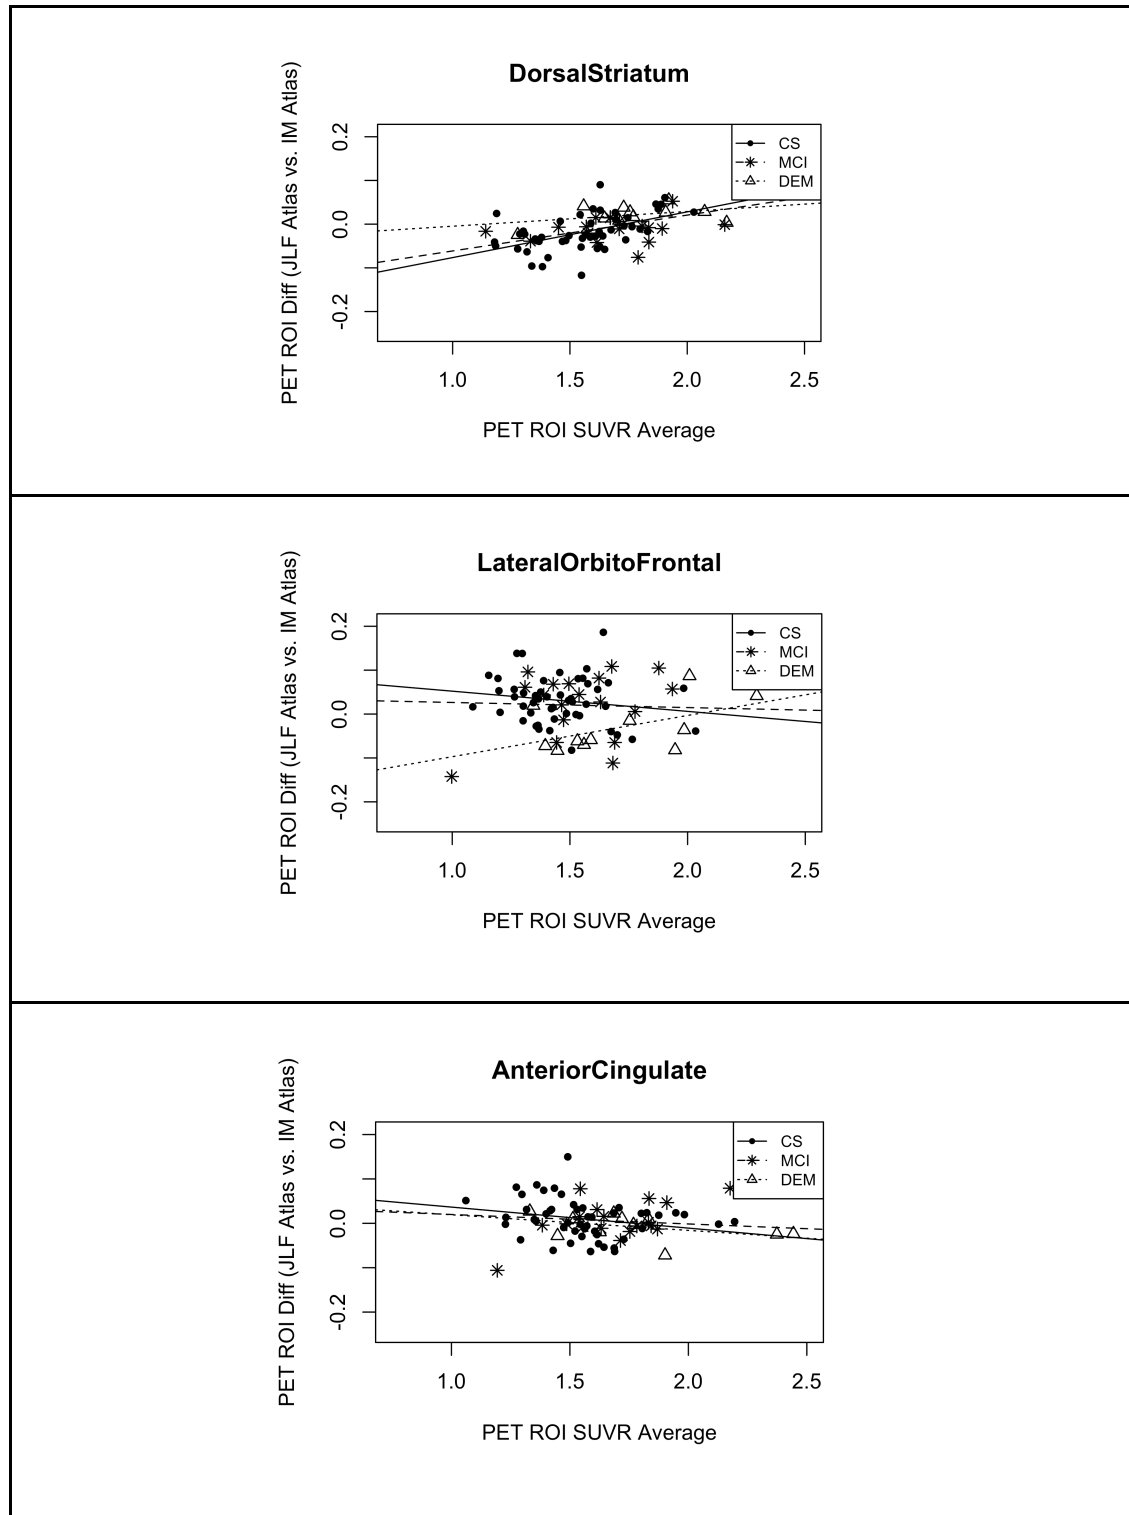 DorsalStriatum
PET ROI Diff (JLF Atlas vs. IM Atlas)
0.2
0.0
-0.2
CS
MCI
DEM
1.0 1.5 2.0 2.5
PET ROI SUVR Average
LateralOrbitoFrontal
PET ROI Diff (JLF Atlas vs. IM Atlas)
0.2
0.0
-0.2
CS
MCI
DEM
1.0 1.5 2.0 2.5
PET ROI SUVR Average
AnteriorCingulate
PET ROI Diff (JLF Atlas vs. IM Atlas)
0.2
0.0
-0.2
CS
MCI
DEM
1.0 1.5 2.0 2.5
PET ROI SUVR Average